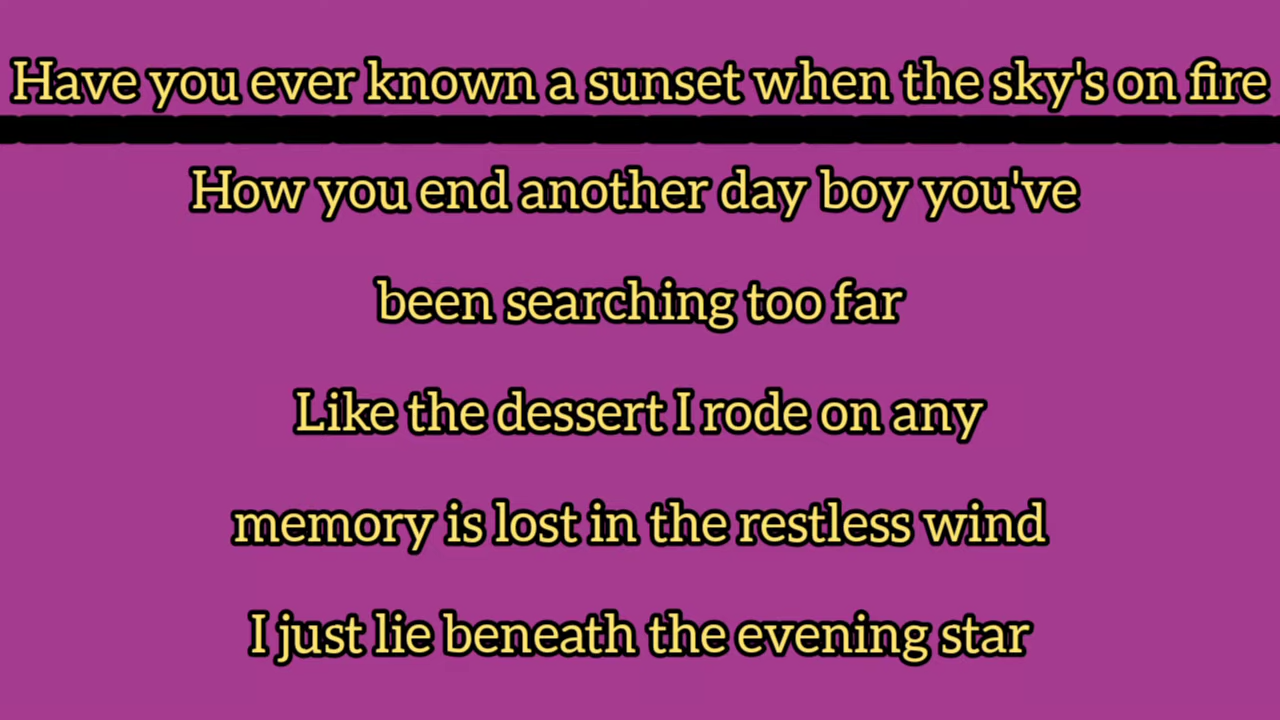 Have you ever known a sunset when the sky's on fire
How you end another day boy you've
been searching too far
Like the dessert I rode on any
memory is lost in the restless wind
I just lie beneath the evening star